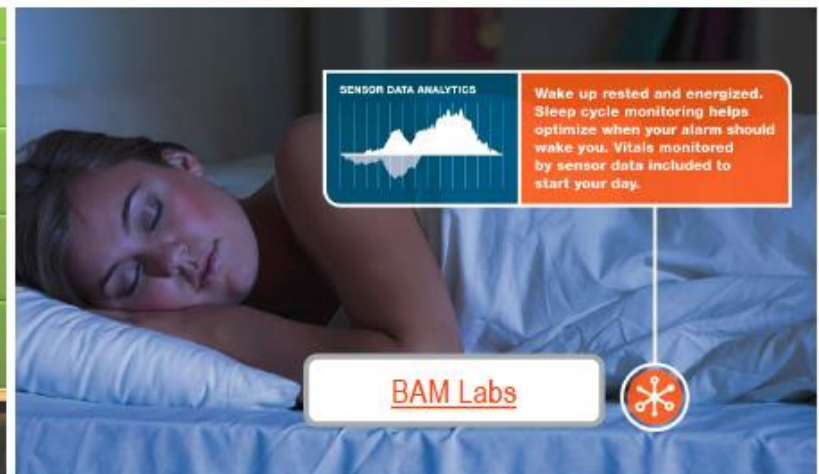 SENSOR DATA ANALYTICS
Wake up rested and energized.
Sleep cycle monitoring helps
optimize when your alarm should
wake you. Vitals monitored
by sensor data included to
start your day.
BAM Labs